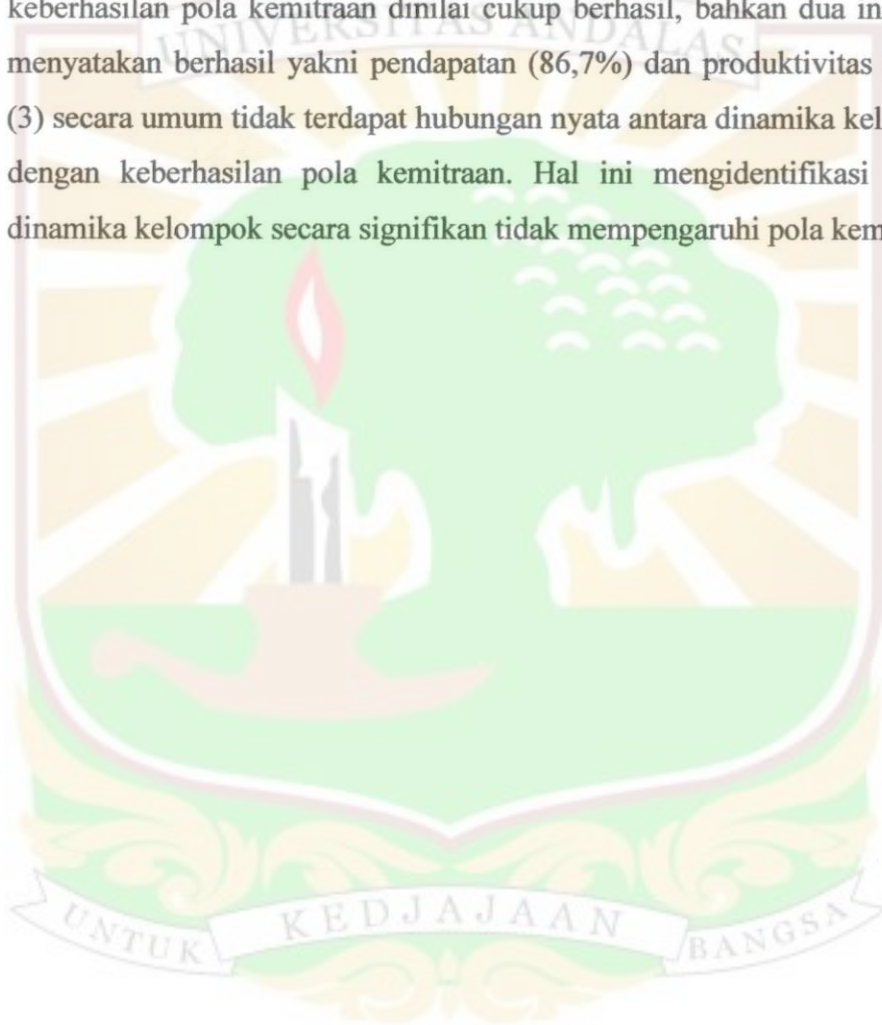 keberhasilan pola kemitraan dinilai cukup berhasil, bahkan dua in
UNIVERSITAS ANDALAS
menyatakan berhasil yakni pendapatan (86,7%) dan produktivitas
(3) secara umum tidak terdapat hubungan nyata antara dinamika kel
dengan keberhasilan pola kemitraan. Hal ini mengidentifikasi
dinamika kelompok secara signifikan tidak mempengaruhi pola kem
UNTUK KEDJAJAAN BANGSA